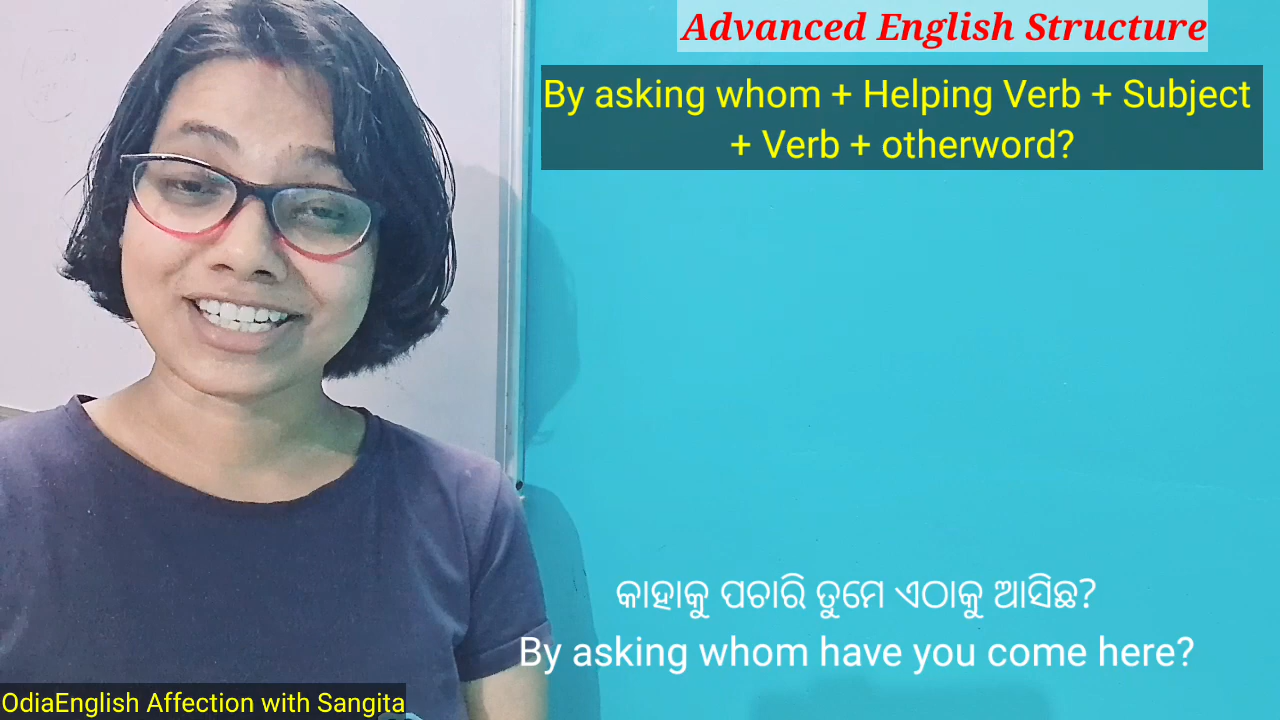 Advanced English Structure
By asking whom + Helping Verb + Subject
+ Verb + otherword?
କାହାକୁ ପଚାରି ତୁମେ ଏଠାକୁ ଆସିଛ?
By asking whom have you come here?
OdiaEnglish Affection with Sangita